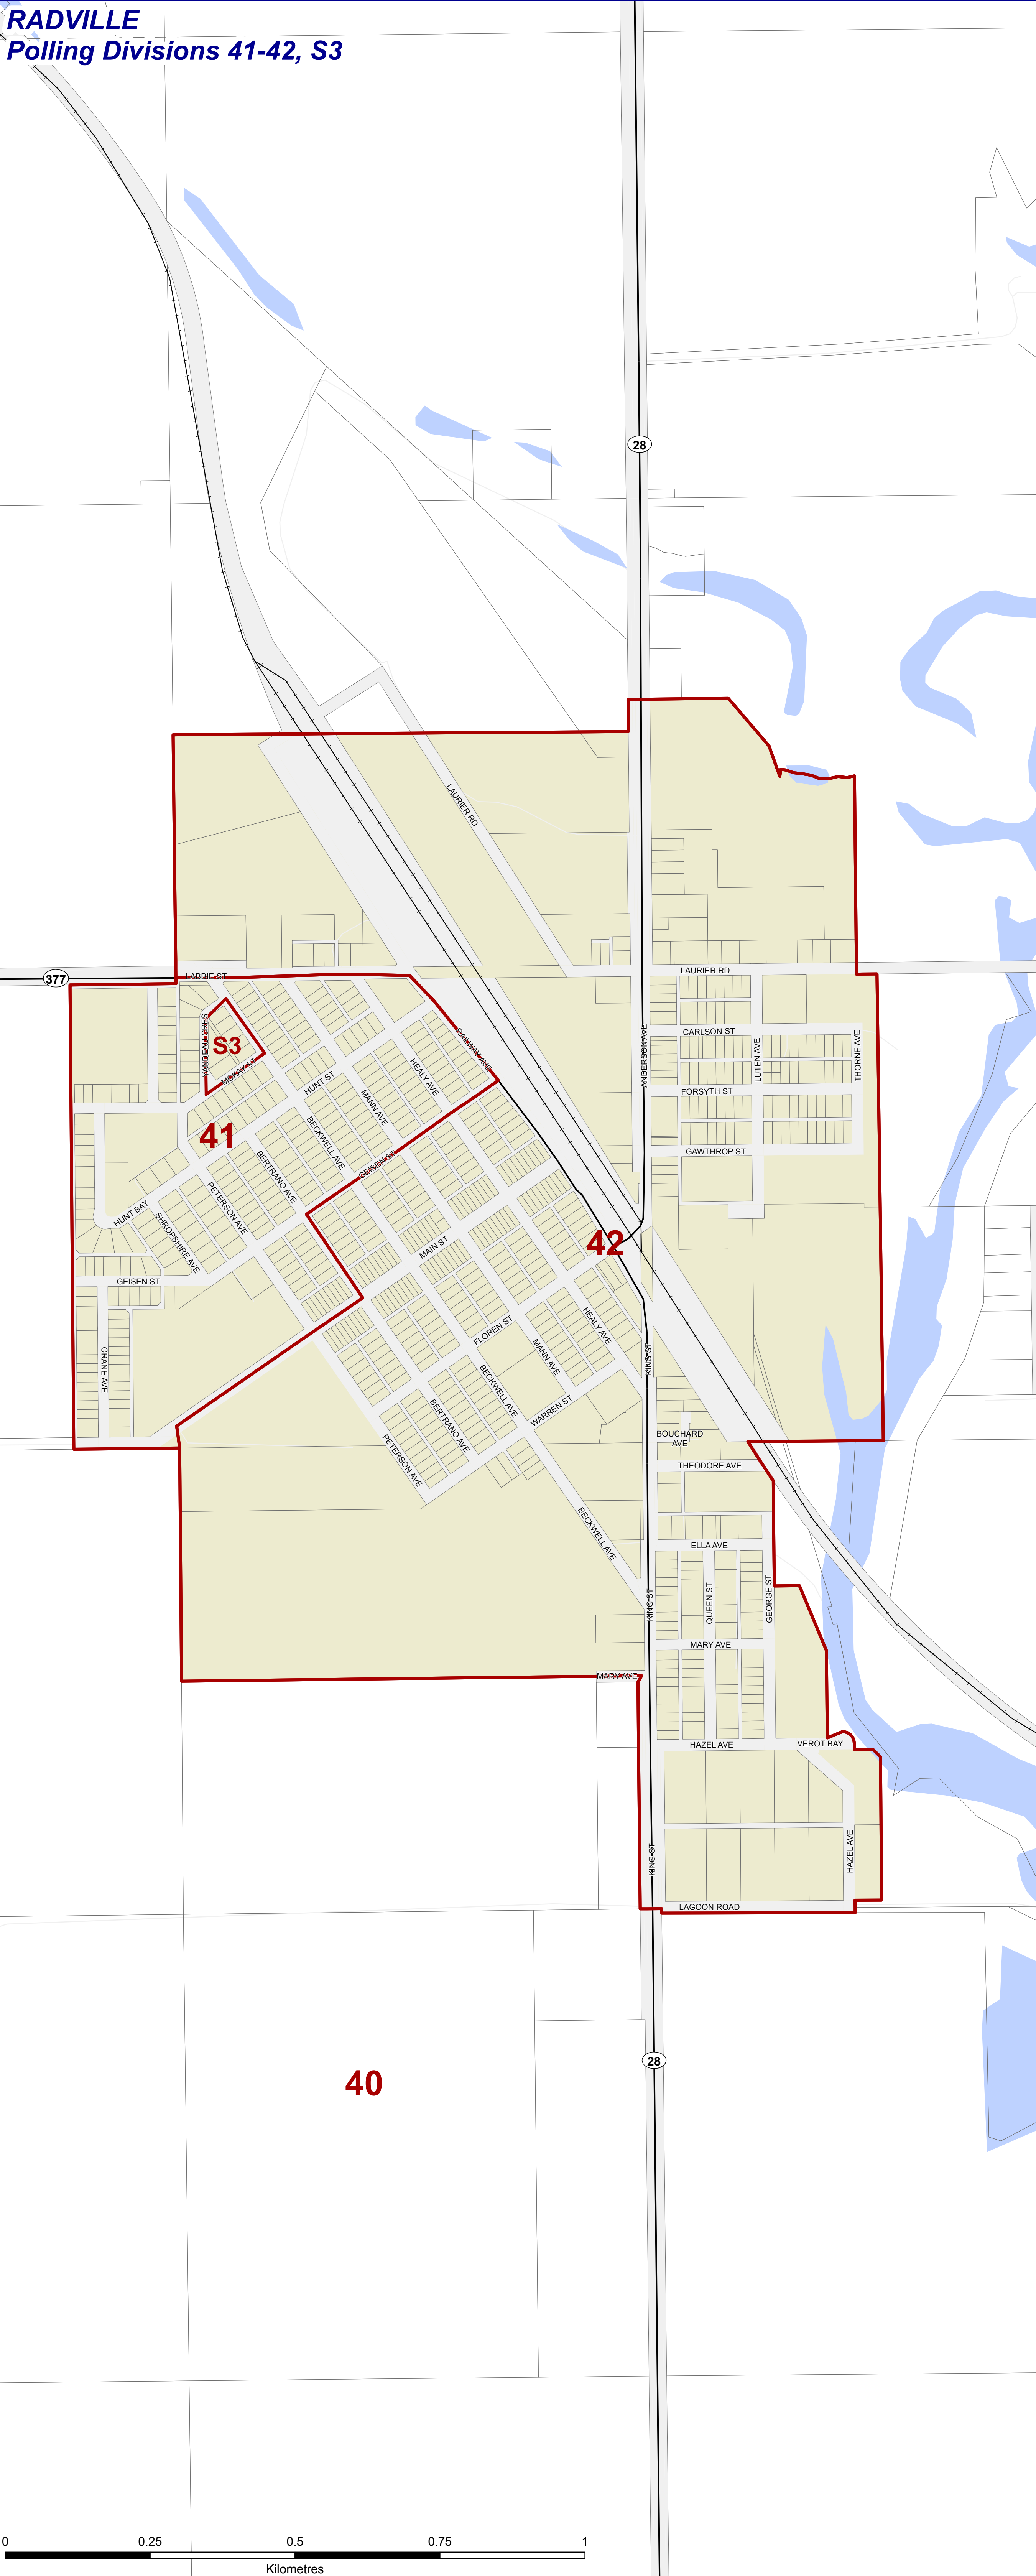 RADVILLE
Polling Divisions 41-42, S3
28
LAURIER RD
377
LABBIE ST
LAURIER RD
S3
CARLSON ST
ANDERSON AVE
LUTEN AVE
THORNE AVE
RAILWAY AVE
HEALY AVE
HUNT ST
MANN AVE
FORSYTH ST
41
BECKWELL AVE
GAWTHROP ST
GEISEN ST
BERTRANO AVE
PETERSON AVE
HUNT BAY
SHROPSHIRE AVE
MAIN ST
42
GEISEN ST
HEALY AVE
FLOREN ST
MANN AVE
KING ST
CRANE AVE
BECKWELL AVE
WARREN ST
BERTRANO AVE
BOUCHARD
AVE
PETERSON AVE
THEODORE AVE
BECKWELL AVE
ELLA AVE
KING ST
QUEEN ST
GEORGE ST
MARY AVE
MARY AVE
HAZEL AVE
VEROT BAY
KING ST
HAZEL AVE
LAGOON ROAD
28
40
0
0.25
0.5
0.75
1
Kilometres